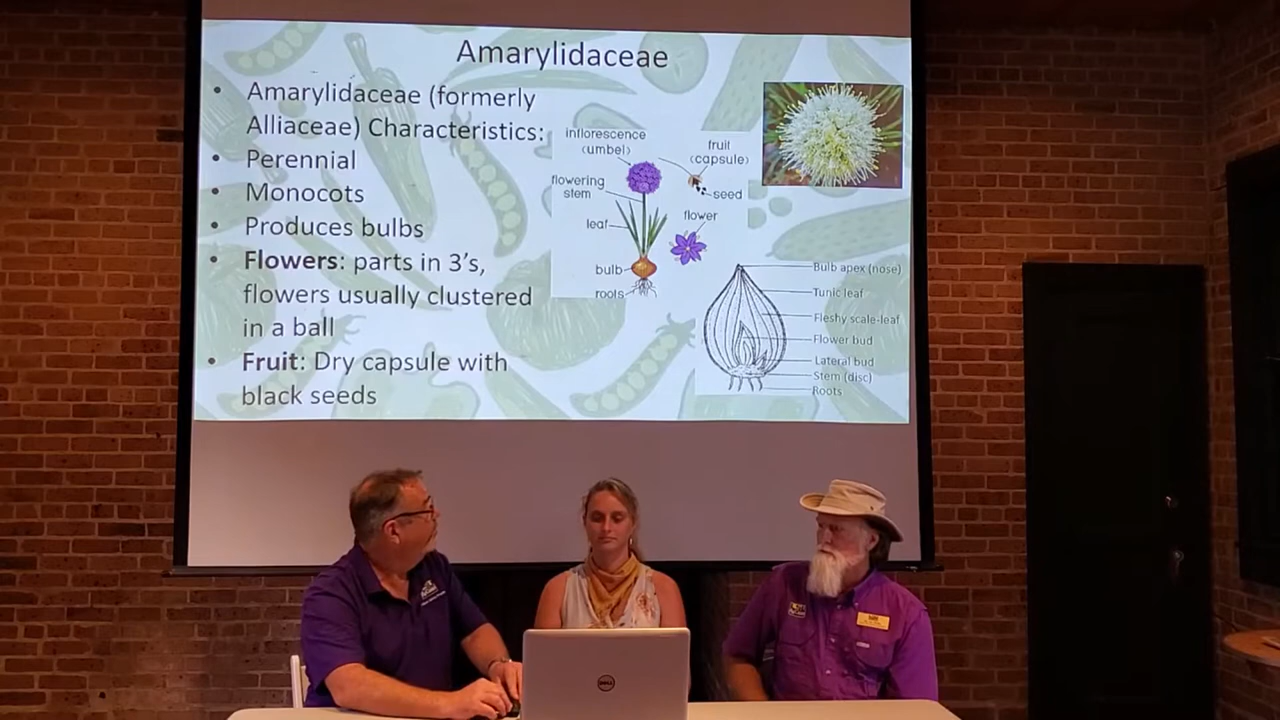 Amarylidaceae
• Amarylidaceae (formerly
Alliaceae) Characteristics:
• Perennial
• Monocots
• Produces bulbs
• Flowers: parts in 3's,
flowers usually clustered
in a ball
• Fruit: Dry capsule with
black seeds
inflorescence
(umbel)
fruit
(capsule)
flowering
stem
seed
leaf
flower
bulb
roots
Bulb apex (nose)
Tunic leaf
Fleshy scale-leaf
Flower bud
Lateral bud
Stem (disc)
Roots
DELL